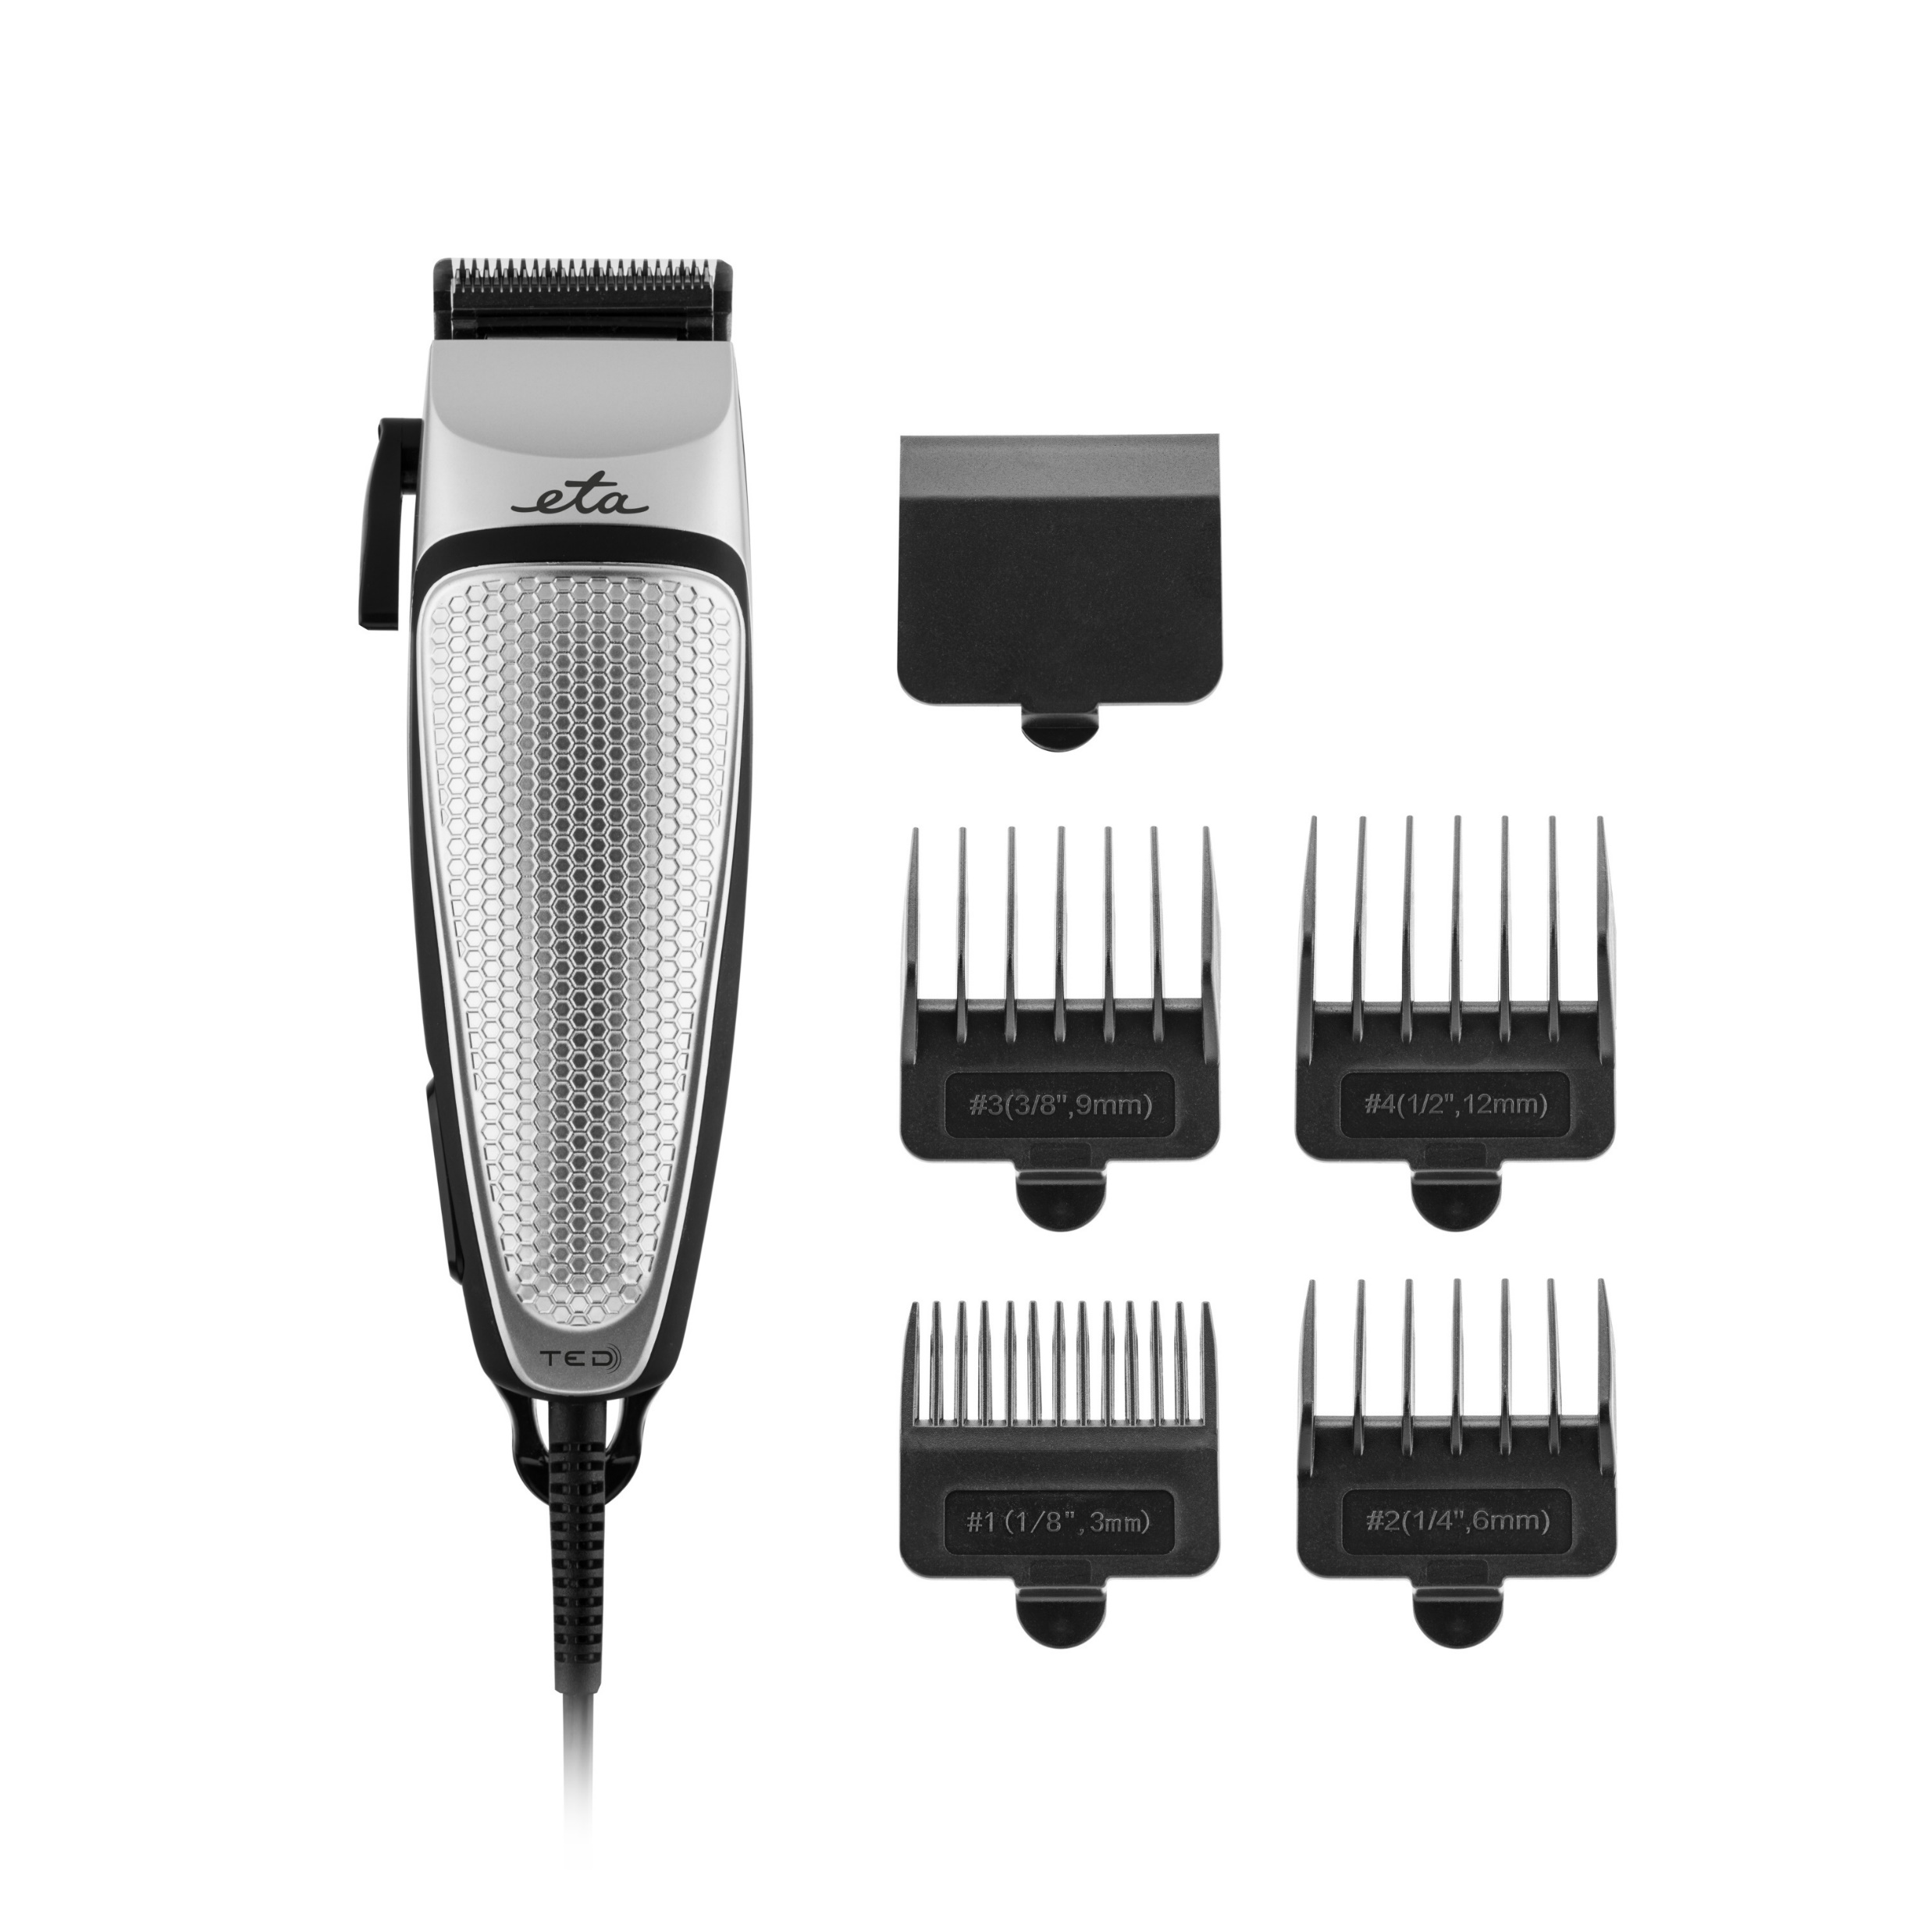 eta
TED
#3(3/8",9mm)
#4(1/2",12mm)
#1(1/8",3mm)
#2(1/4",6mm)